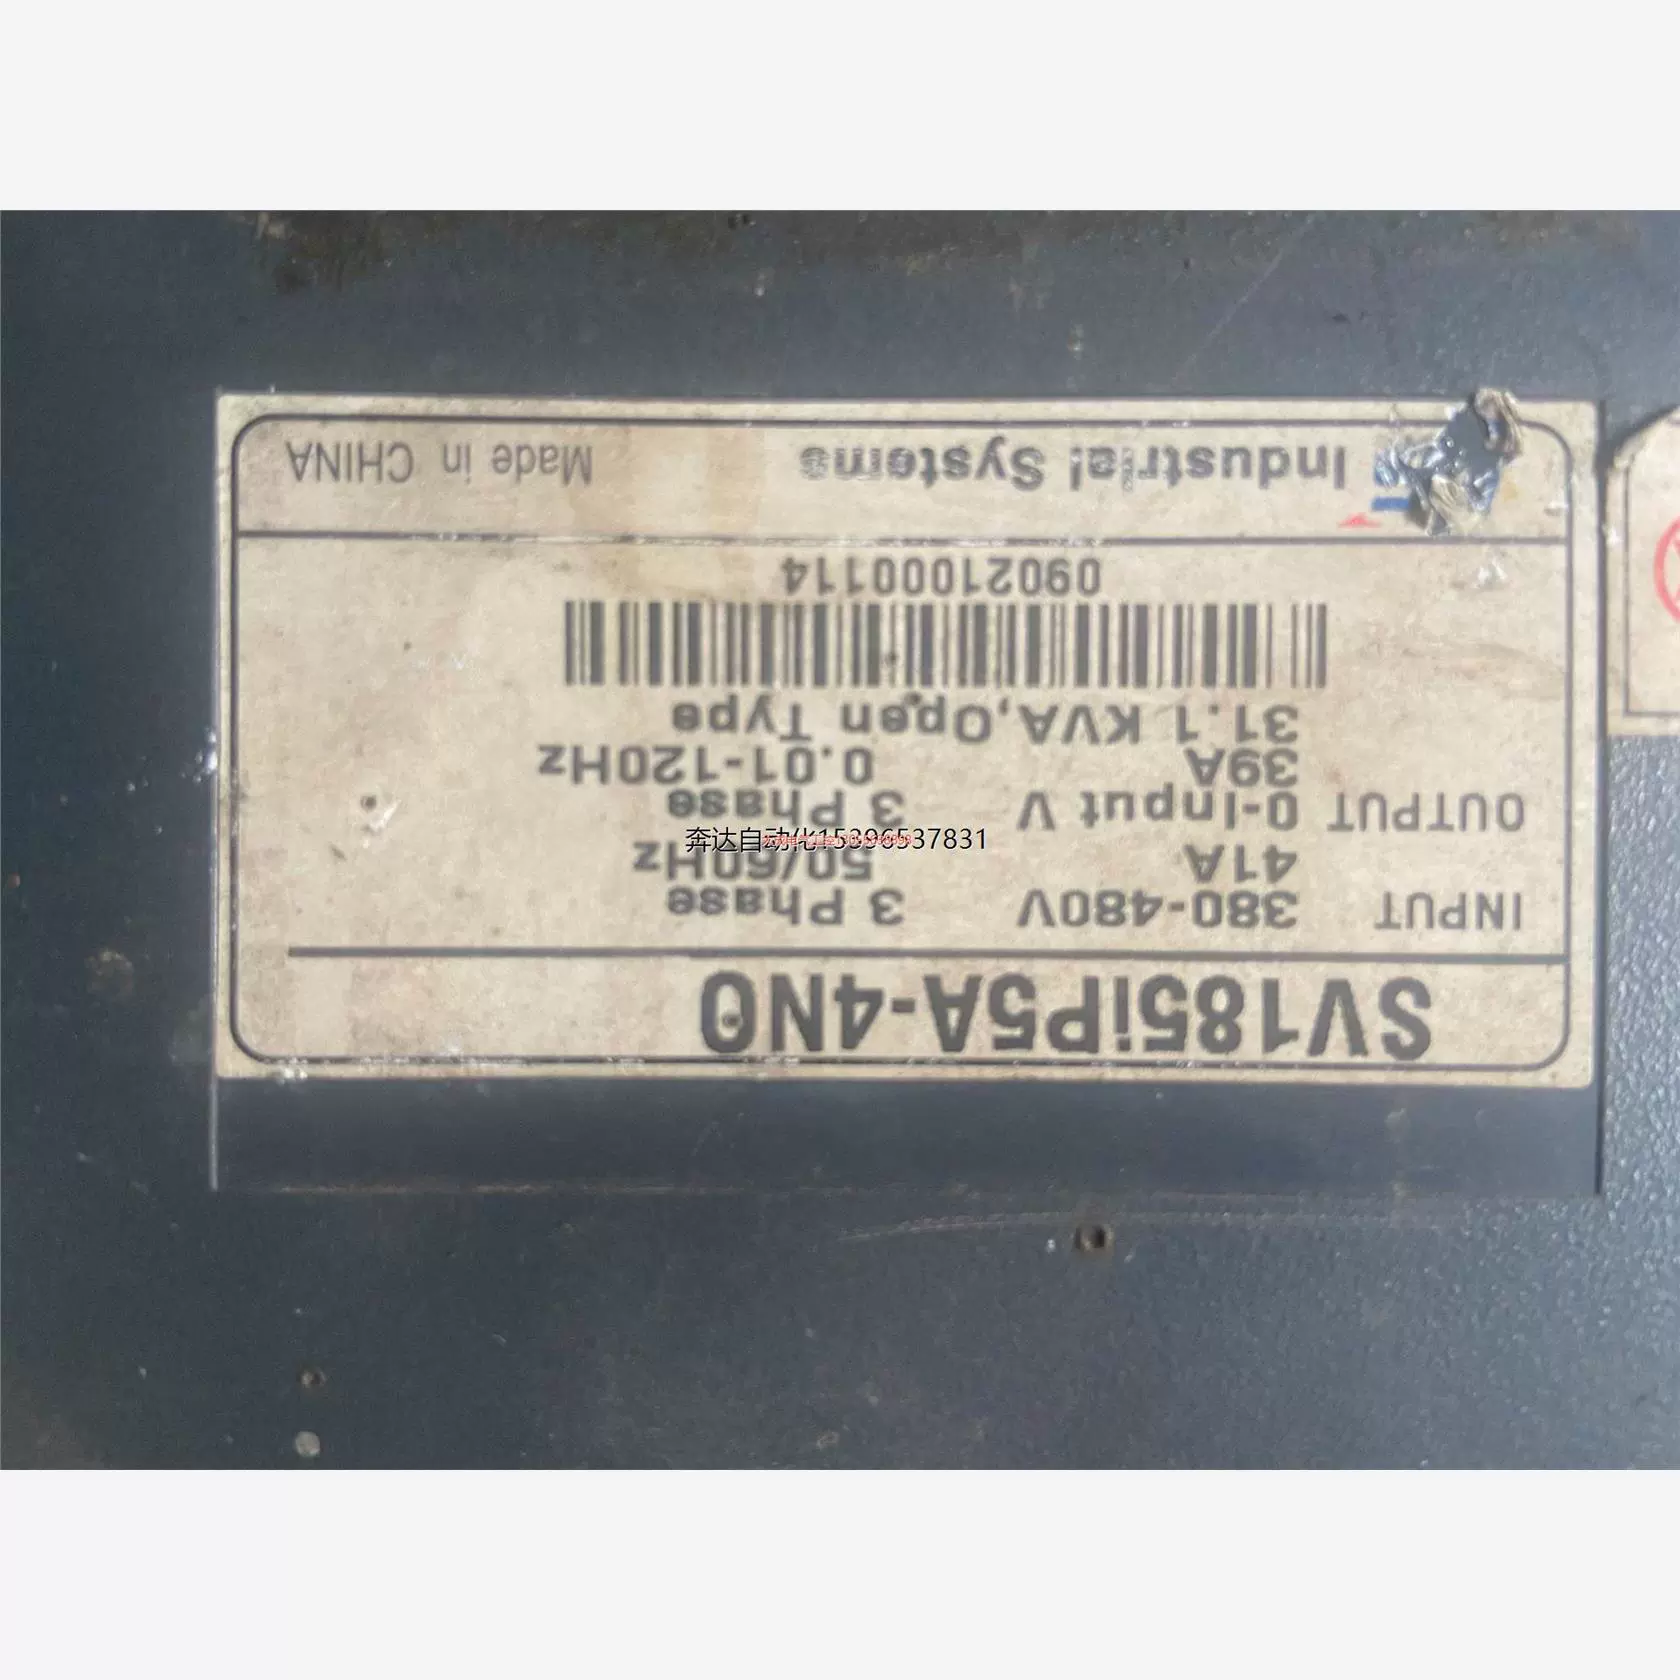 SV185iP5A-4N0
INPUT 380-480V 3 Phase
41A 50/60Hz
OUTPUT 0-Input V 3 Phase
39A 0.01-120Hz
31.1 KVA, Open Type
09021000114
Industrial Systems Made in CHINA
奔达自动化15396537831